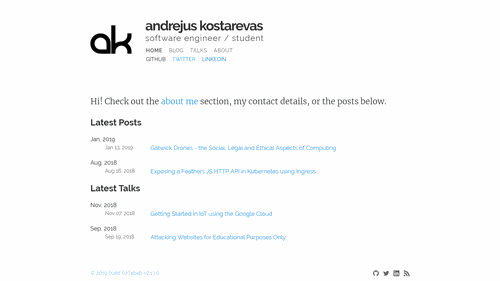 ak
andrejus kostarevas
software engineer / student
HOME BLOG TALKS ABOUT
GITHUB TWITTER LINKEDIN
Hi! Check out the about me section, my contact details, or the posts below.
Latest Posts
Jan, 2019
Jan 13, 2019 Gatwick Drones - the Social, Legal and Ethical Aspects of Computing
Aug, 2018
Aug 16, 2018 Exposing a Feathers JS HTTP API in Kubernetes using Ingress
Latest Talks
Nov, 2018
Nov 07, 2018 Getting Started in IoT using the Google Cloud
Sep, 2018
Sep 19, 2018 Attacking Websites for Educational Purposes Only
© 2019